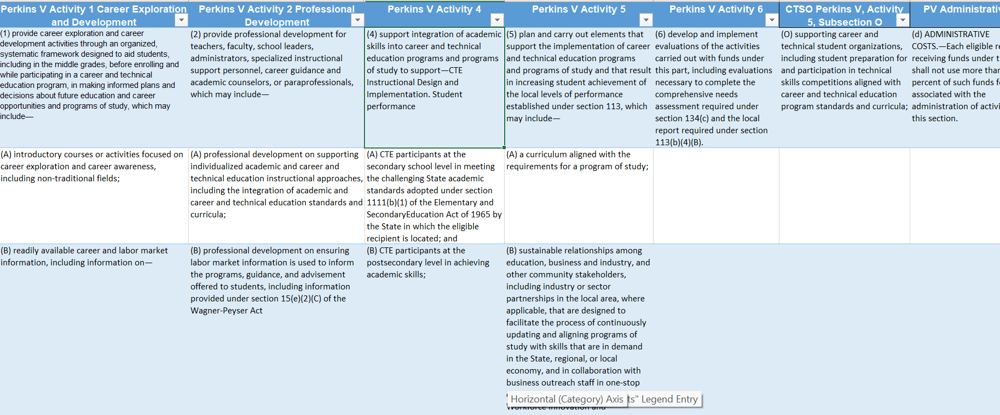 Perkins V Activity 1 Career Exploration
and Development
Perkins V Activity 2 Professional
Development
Perkins V Activity 4
Perkins V Activity 5
Perkins V Activity 6
CTSO Perkins V, Activity
5, Subsection O
PV Administrati
(1) provide career exploration and career
development activities through an organized,
systematic framework designed to aid students,
including in the middle grades, before enrolling and
while participating in a career and technical
education program, in making informed plans and
decisions about future education and career
opportunities and programs of study, which may
include—
(2) provide professional development for
teachers, faculty, school leaders,
administrators, specialized instructional
support personnel, career guidance and
academic counselors, or paraprofessionals,
which may include—
(4) support integration of academic
skills into career and technical
education programs and programs
of study to support—CTE
Instructional Design and
Implementation. Student
performance
(5) plan and carry out elements that
support the implementation of career
and technical education programs
and programs of study and that result
in increasing student achievement of
the local levels of performance
established under section 113, which
may include—
(6) develop and implement
evaluations of the activities
carried out with funds under
this part, including evaluations
necessary to complete the
comprehensive needs
assessment required under
section 134(c) and the local
report required under section
113(b)(4)(B).
(O) supporting career and
technical student organizations,
including student preparation for
and participation in technical
skills competitions aligned with
career and technical education
program standards and curricula;
(d) ADMINISTRATIVE
COSTS.—Each eligible re
receiving funds under t
shall not use more than
percent of such funds f
associated with the
administration of activi
this section.
(A) introductory courses or activities focused on
career exploration and career awareness,
including non-traditional fields;
(A) professional development on supporting
individualized academic and career and
technical education instructional approaches,
including the integration of academic and
career and technical education standards and
curricula;
(A) CTE participants at the
secondary school level in meeting
the challenging State academic
standards adopted under section
1111(b)(1) of the Elementary and
SecondaryEducation Act of 1965 by
the State in which the eligible
recipient is located; and
(A) a curriculum aligned with the
requirements for a program of study;
(B) readily available career and labor market
information, including information on—
(B) professional development on ensuring
labor market information is used to inform
the programs, guidance, and advisement
offered to students, including information
provided under section 15(e)(2)(C) of the
Wagner-Peyser Act
(B) CTE participants at the
postsecondary level in achieving
academic skills;
(B) sustainable relationships among
education, business and industry, and
other community stakeholders,
including industry or sector
partnerships in the local area, where
applicable, that are designed to
facilitate the process of continuously
updating and aligning programs of
study with skills that are in demand
in the State, regional, or local
economy, and in collaboration with
business outreach staff in one-stop
Horizontal (Category) Axis ts" Legend Entry
Workforce Innovation and